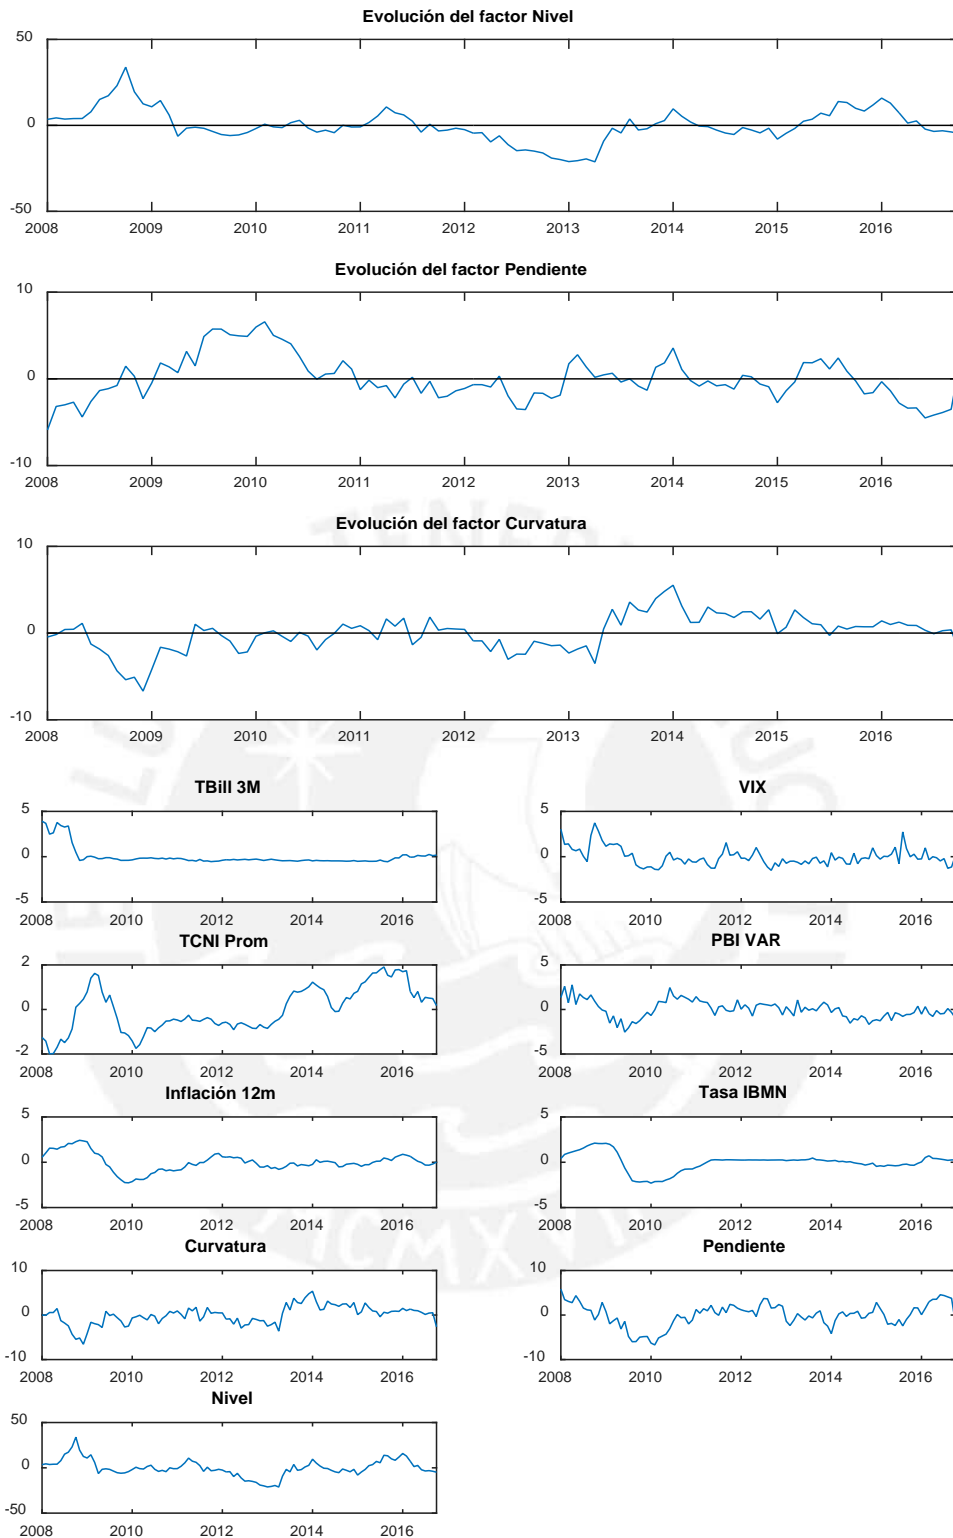 Evolución del factor Nivel
50
0
-50
2008 2009 2010 2011 2012 2013 2014 2015 2016
Evolución del factor Pendiente
10
0
-10
2008 2009 2010 2011 2012 2013 2014 2015 2016
Evolución del factor Curvatura
10
0
-10
2008 2009 2010 2011 2012 2013 2014 2015 2016
TBill 3M
5
0
-5
2008 2010 2012 2014 2016
VIX
5
0
-5
2008 2010 2012 2014 2016
TCNI Prom
2
0
-2
2008 2010 2012 2014 2016
PBI VAR
5
0
-5
2008 2010 2012 2014 2016
Inflación 12m
5
0
-5
2008 2010 2012 2014 2016
Tasa IBMN
5
0
-5
2008 2010 2012 2014 2016
Curvatura
10
0
-10
2008 2010 2012 2014 2016
Pendiente
10
0
-10
2008 2010 2012 2014 2016
Nivel
50
0
-50
2008 2010 2012 2014 2016
MCMXVII